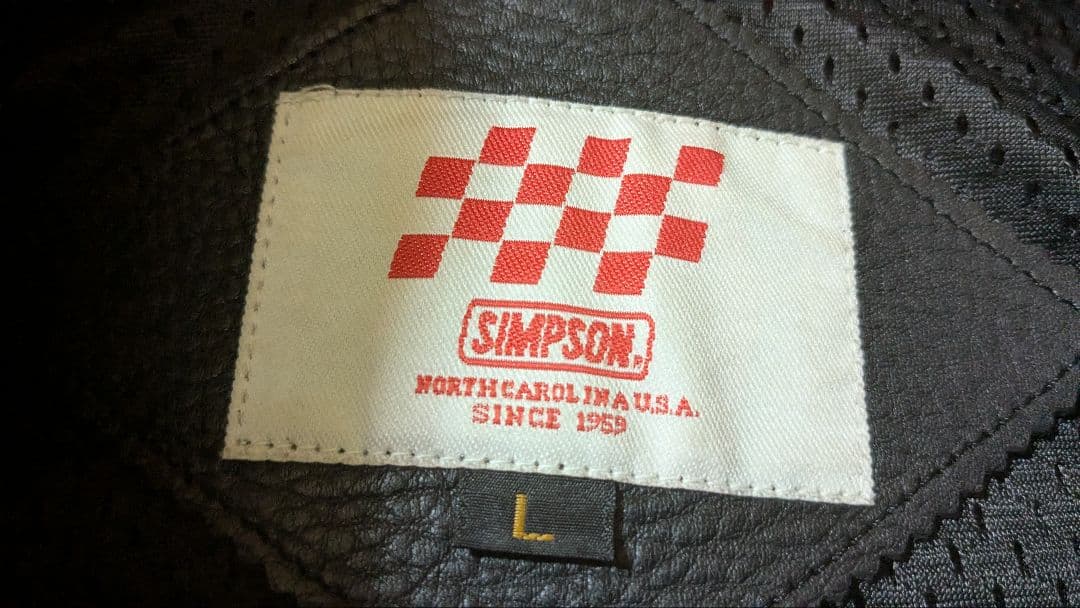 SIMPSON
NORTH CAROLINA U.S.A.
SINCE 1959
L